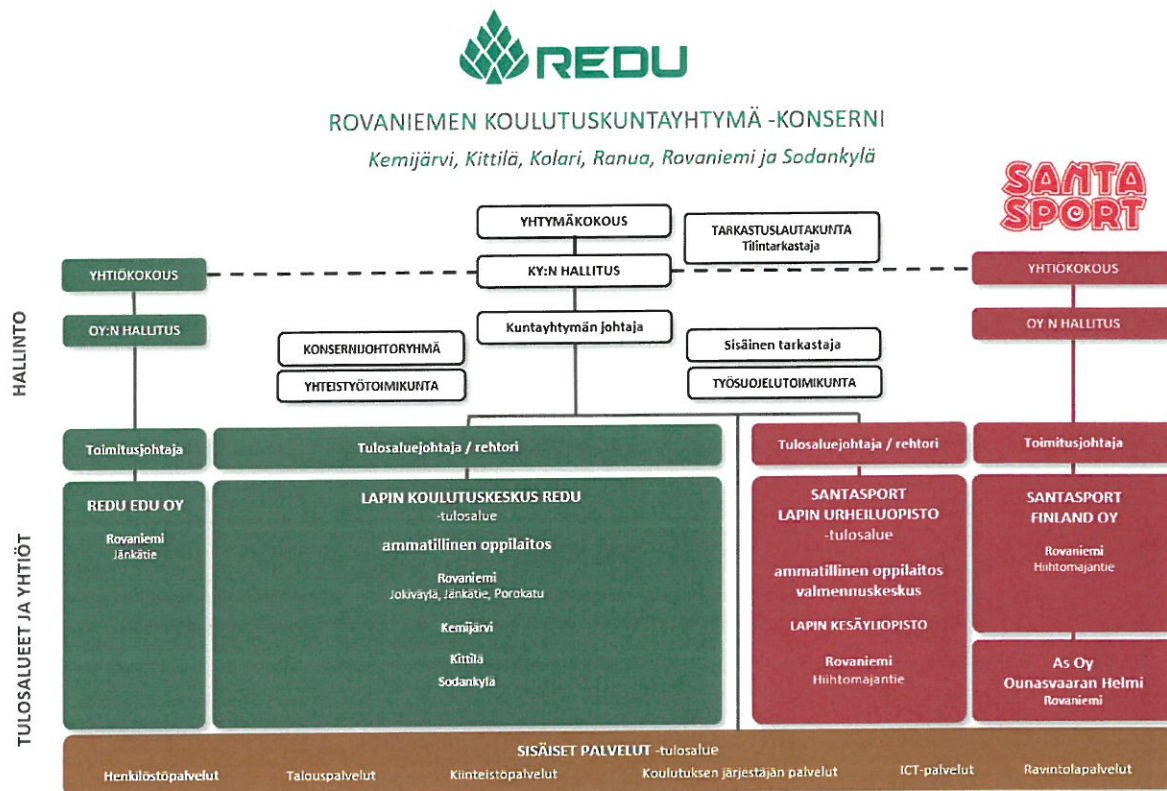 REDU
ROVANIEMEN KOULUTUSKUNTAYHTYMÄ -KONSERNI
Kemijärvi, Kittilä, Kolari, Ranua, Rovaniemi ja Sodankylä
SANTA
SPORT
HALLINTO
YHTYMÄKOKOUS
TARKASTUSLAUTAKUNTA
Tilintarkastaja
YHTIÖKOKOUS
KY:N HALLITUS
YHTIÖKOKOUS
OY:N HALLITUS
Kuntayhtymän johtaja
OY:N HALLITUS
KONSERNIJOHTORYHMÄ
Sisäinen tarkastaja
YHTEISTYÖTOIMIKUNTA
TYÖSUOJELUTOIMIKUNTA
TULOSALUEET JA YHTIÖT
Toimitusjohtaja
Tulosaluejohtaja / rehtori
Tulosaluejohtaja / rehtori
Toimitusjohtaja
REDU EDU OY
Rovaniemi
Jänkätie
LAPIN KOULUTUSKESKUS REDU
-tulosalue
ammatillinen oppilaitos
Rovaniemi
Jokiväylä, Jänkätie, Porokatu
Kemijärvi
Kittilä
Sodankylä
SANTASPORT
LAPIN URHEILUOPISTO
-tulosalue
ammatillinen oppilaitos
valmennuskeskus
LAPIN KESÄYLIOPISTO
Rovaniemi
Hiihtomajantie
SANTASPORT
FINLAND OY
Rovaniemi
Hiihtomajantie
As Oy
Ounasvaaran Helmi
Rovaniemi
SISÄISET PALVELUT -tulosalue
Henkilöstöpalvelut Talouspalvelut Kiinteistöpalvelut Koulutuksen järjestäjän palvelut ICT-palvelut Ravintolapalvelut